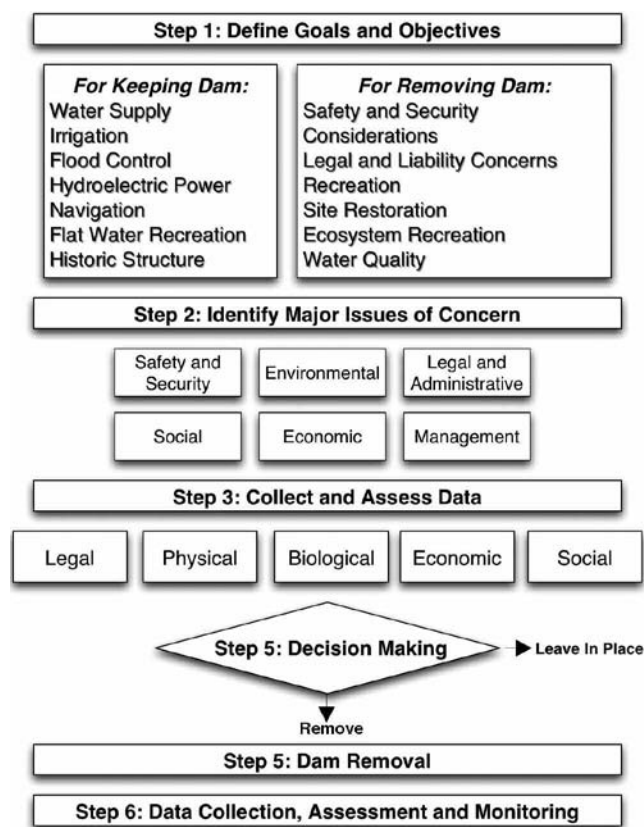 Step 1: Define Goals and Objectives
For Keeping Dam:
Water Supply
Irrigation
Flood Control
Hydroelectric Power
Navigation
Flat Water Recreation
Historic Structure
For Removing Dam:
Safety and Security
Considerations
Legal and Liability Concerns
Recreation
Site Restoration
Ecosystem Recreation
Water Quality
Step 2: Identify Major Issues of Concern
Safety and
Security
Environmental
Legal and
Administrative
Social
Economic
Management
Step 3: Collect and Assess Data
Legal
Physical
Biological
Economic
Social
Step 5: Decision Making
Leave In Place
Remove
Step 5: Dam Removal
Step 6: Data Collection, Assessment and Monitoring